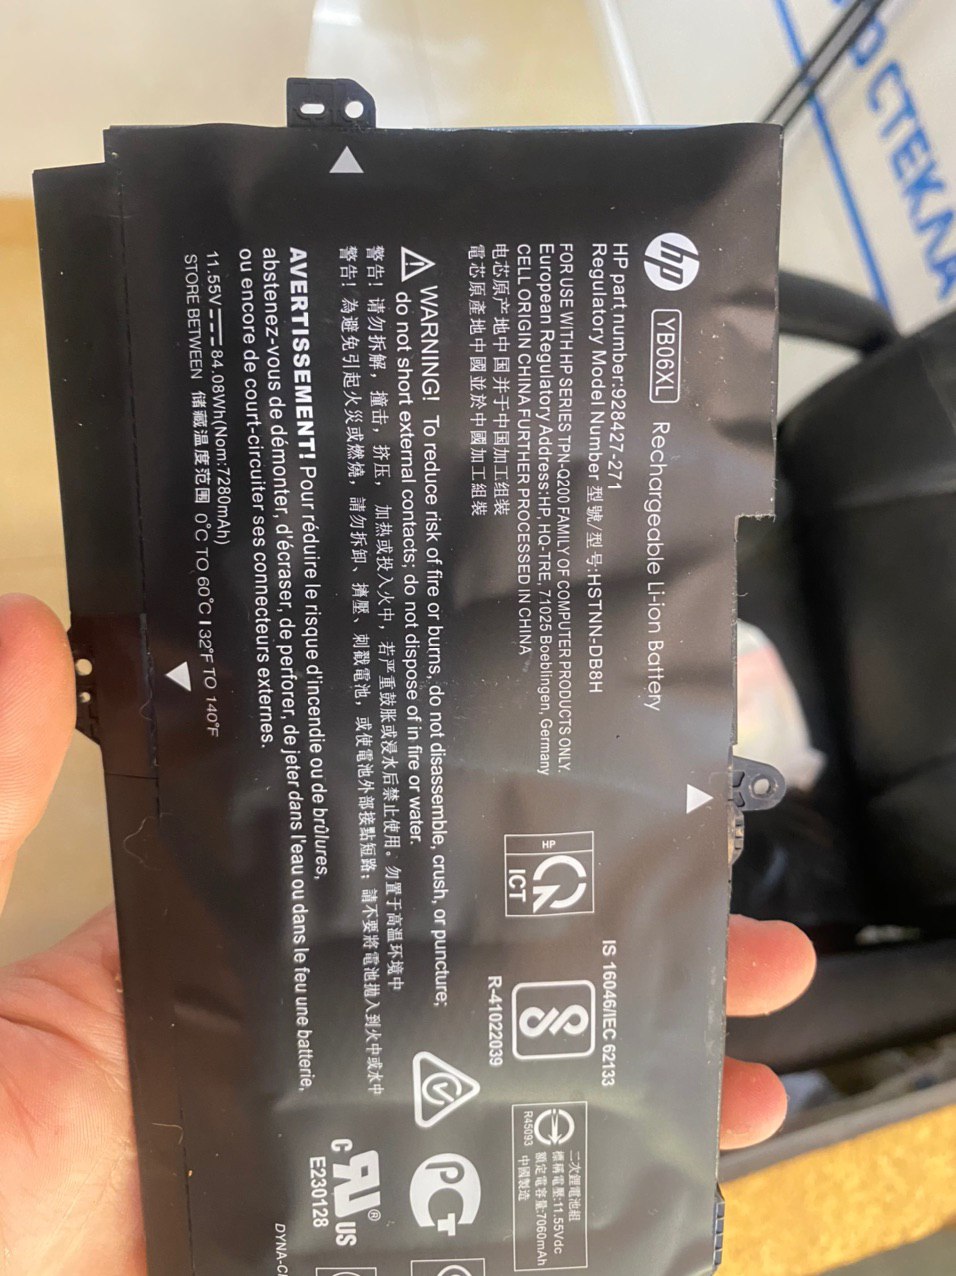 hp YB06XL Rechargeable Li-ion Battery
HP part number:928427-271
Regulatory Model Number 型號/型号:HSTNN-DB8H
FOR USE WITH HP SERIES TPN-Q200 FAMILY OF COMPUTER PRODUCTS ONLY.
European Regulatory Address:HP, HQ-TRE, 71025 Boeblingen, Germany
CELL ORIGIN CHINA FURTHER PROCESSED IN CHINA
电芯原产地中国并于中国加工组装
電芯原產地中國並於中國加工組裝
WARNING! To reduce risk of fire or burns, do not disassemble, crush, or puncture;
do not short external contacts; do not dispose of in fire or water.
警告！请勿拆解，撞击，挤压，加热或投入火中，若严重鼓胀或浸水后禁止使用。勿置于高温环境中
警告！為避免引起火災或燃燒，請勿拆卸、擠壓、刺戳電池，或使電池外部接點短路；請不要將電池拋入到火中或水中
AVERTISSEMENT! Pour réduire le risque d'incendie ou de brûlures,
abstenez-vous de démonter, d'écraser, de perforer, de jeter dans l'eau ou dans le feu une batterie,
ou encore de court-circuiter ses connecteurs externes.
11.55V 84.08Wh(Nom:7280mAh)
STORE BETWEEN 储藏温度范围 0°C TO 60°C I 32°F TO 140°F
HP
ICT
IS 16046/IEC 62133
R-41022039
二次鋰電池組
標稱電壓:11.55Vdc
額定電容量:7060mAh
R45093 中國製造
PCT
C RU US ®
E230128
СТЕКЛА